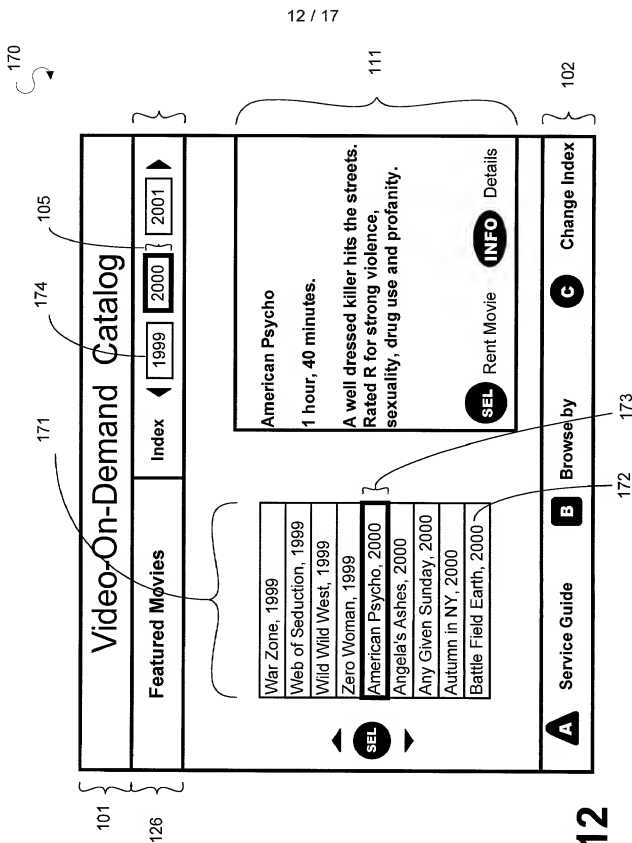 12 / 17
170
Video-On-Demand Catalog
101
Featured Movies
Index
1999
2000
2001
126
105
174
171
War Zone, 1999
Web of Seduction, 1999
Wild Wild West, 1999
Zero Woman, 1999
American Psycho, 2000
Angela's Ashes, 2000
Any Given Sunday, 2000
Autumn in NY, 2000
Battle Field Earth, 2000
SEL
173
172
American Psycho
1 hour, 40 minutes.
A well dressed killer hits the streets.
Rated R for strong violence,
sexuality, drug use and profanity.
SEL Rent Movie INFO Details
111
A Service Guide B Browse by C Change Index
102
12